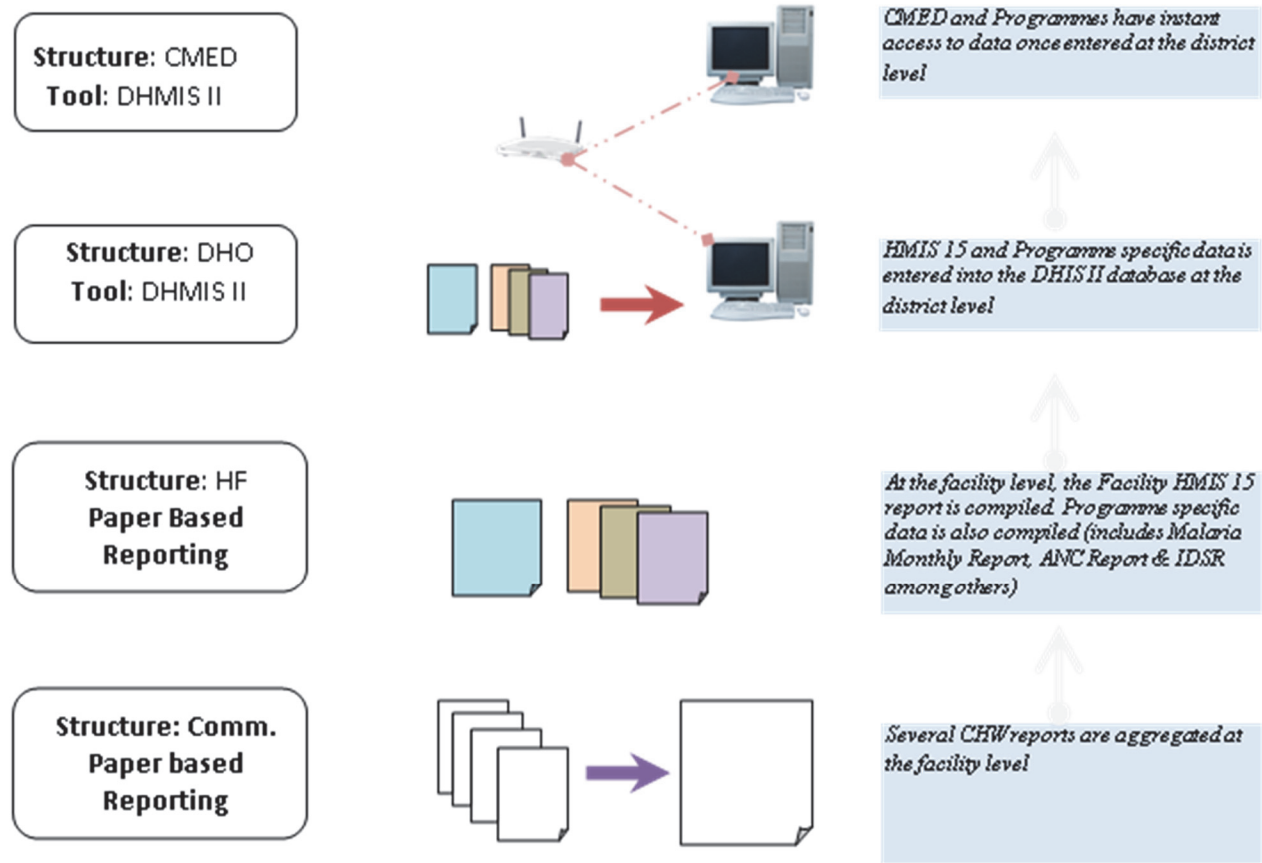 Structure: CMED
Tool: DHMIS II
CMED and Programmes have instant
access to data once entered at the district
level
Structure: DHO
Tool: DHMIS II
HMIS 15 and Programme specific data is
entered into the DHIS II database at the
district level
Structure: HF
Paper Based
Reporting
At the facility level, the Facility HMIS 15
report is compiled. Programme specific
data is also compiled (includes Malaria
Monthly Report, ANC Report & IDSR
among others)
Structure: Comm.
Paper based
Reporting
Several CHW reports are aggregated at
the facility level